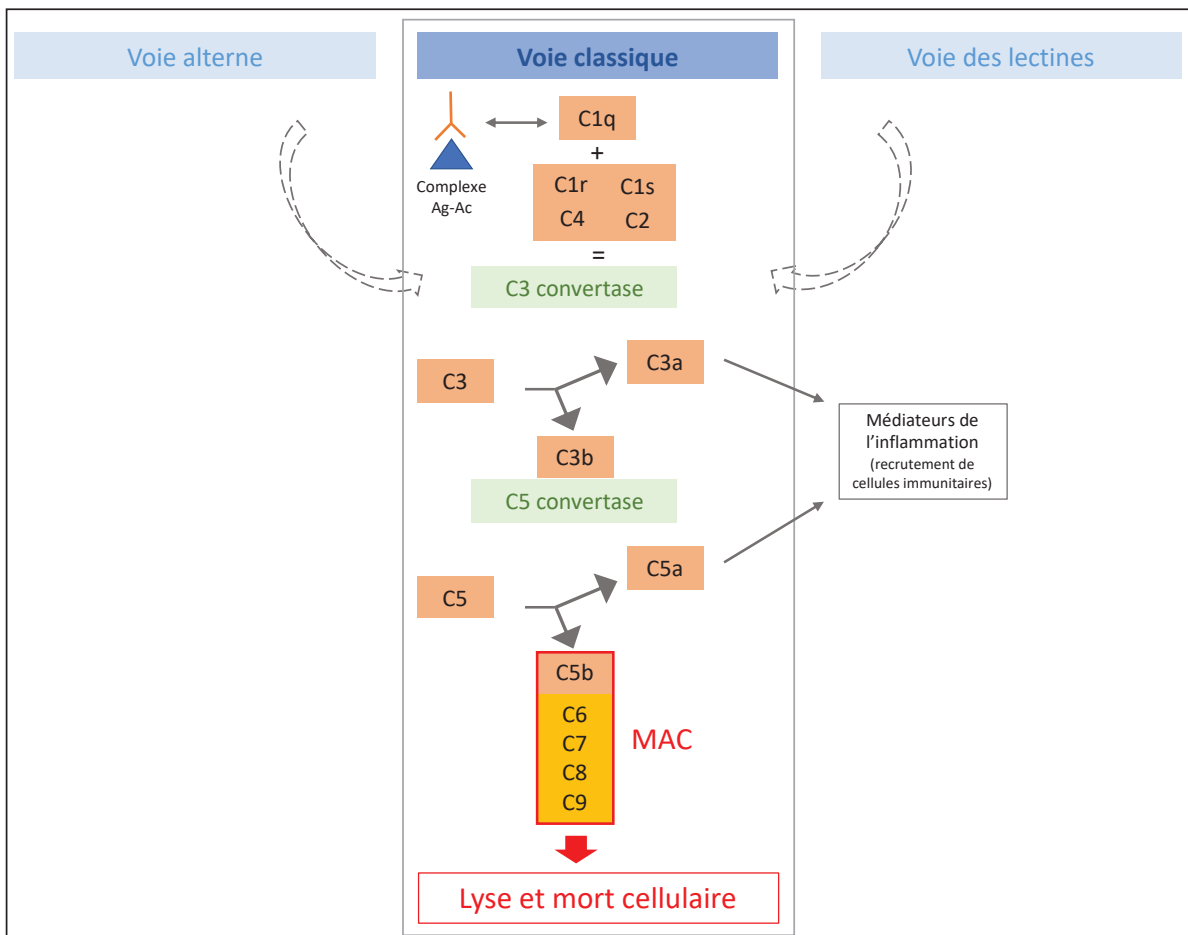 Voie alterne
Voie classique
Voie des lectines
C1q
+
Complexe
Ag-Ac
C1r C1s
C4 C2
=
C3 convertase
C3
C3a
C3b
C5 convertase
Médiateurs de
l'inflammation
(recrutement de
cellules immunitaires)
C5
C5a
C5b
C6
C7
C8
C9
MAC
Lyse et mort cellulaire